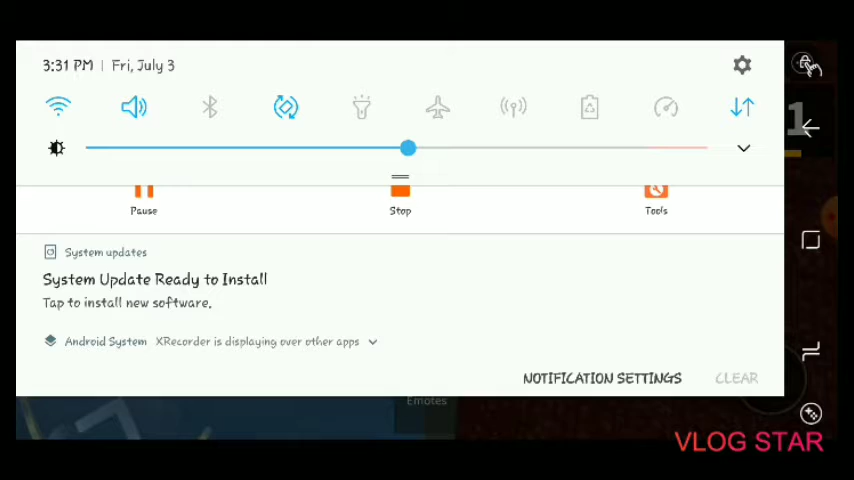 3:31 PM | Fri, July 3
1
Pause Stop Tools
System updates
System Update Ready to Install
Tap to install new software.
Android System XRecorder is displaying over other apps
NOTIFICATION SETTINGS CLEAR
Emotes
VLOG STAR